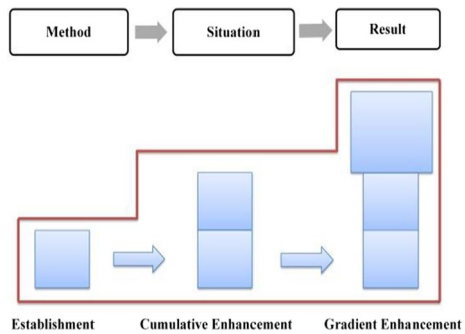 Method Situation Result
Establishment Cumulative Enhancement Gradient Enhancement